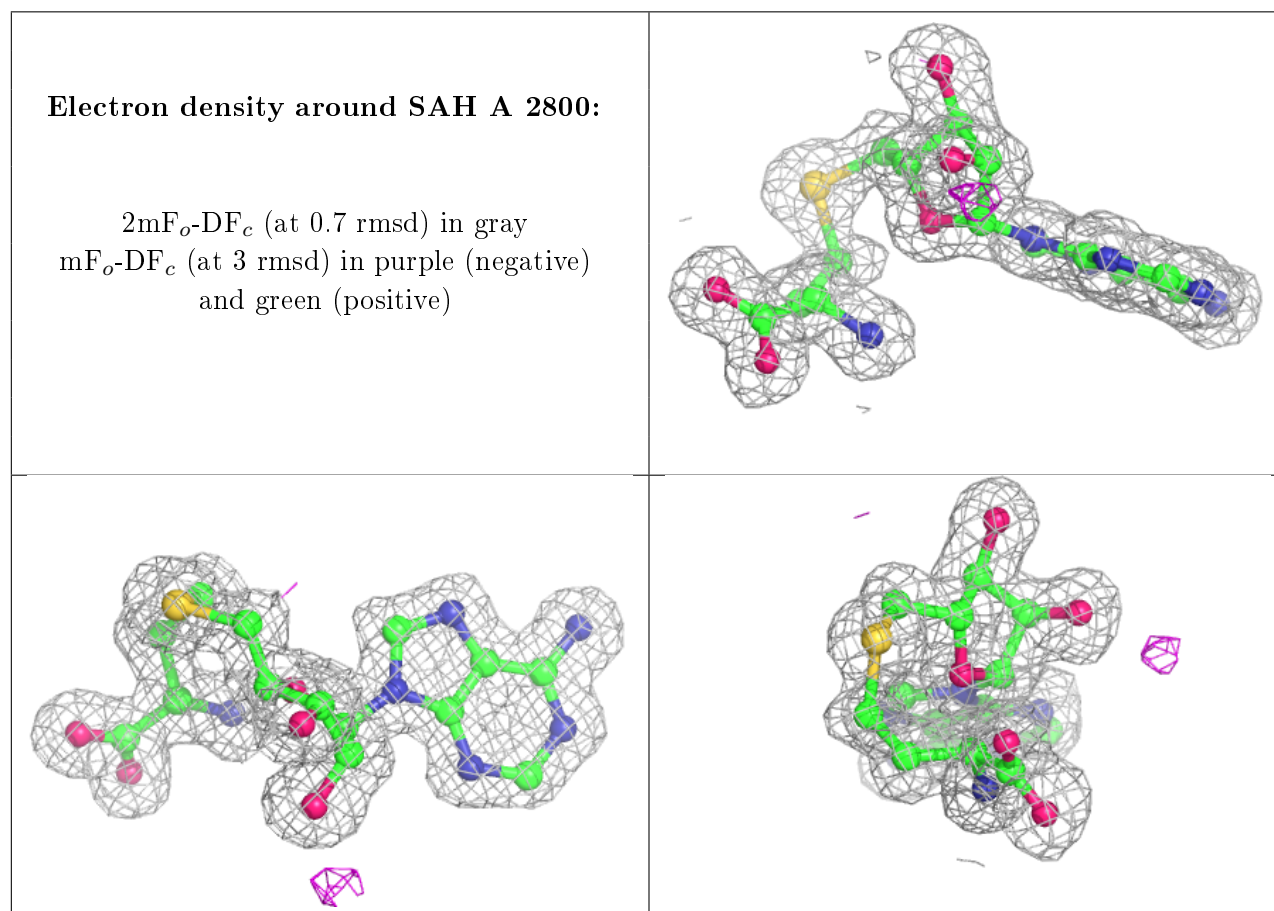 Electron density around SAH A 2800:
2mFo-DFc (at 0.7 rmsd) in gray
mFo-DFc (at 3 rmsd) in purple (negative)
and green (positive)